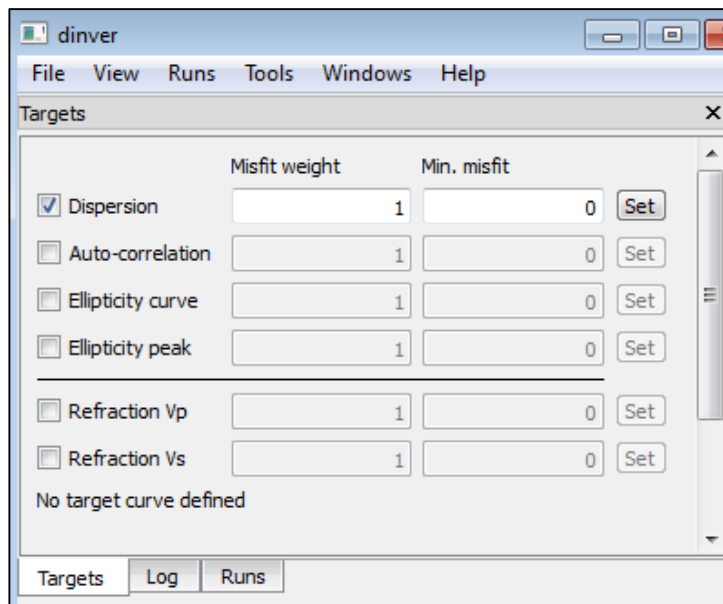 dinver
File View Runs Tools Windows Help
Targets
Misfit weight Min. misfit
Dispersion 1 0 Set
Auto-correlation 1 0 Set
Ellipticity curve 1 0 Set
Ellipticity peak 1 0 Set
Refraction Vp 1 0 Set
Refraction Vs 1 0 Set
No target curve defined
Targets Log Runs